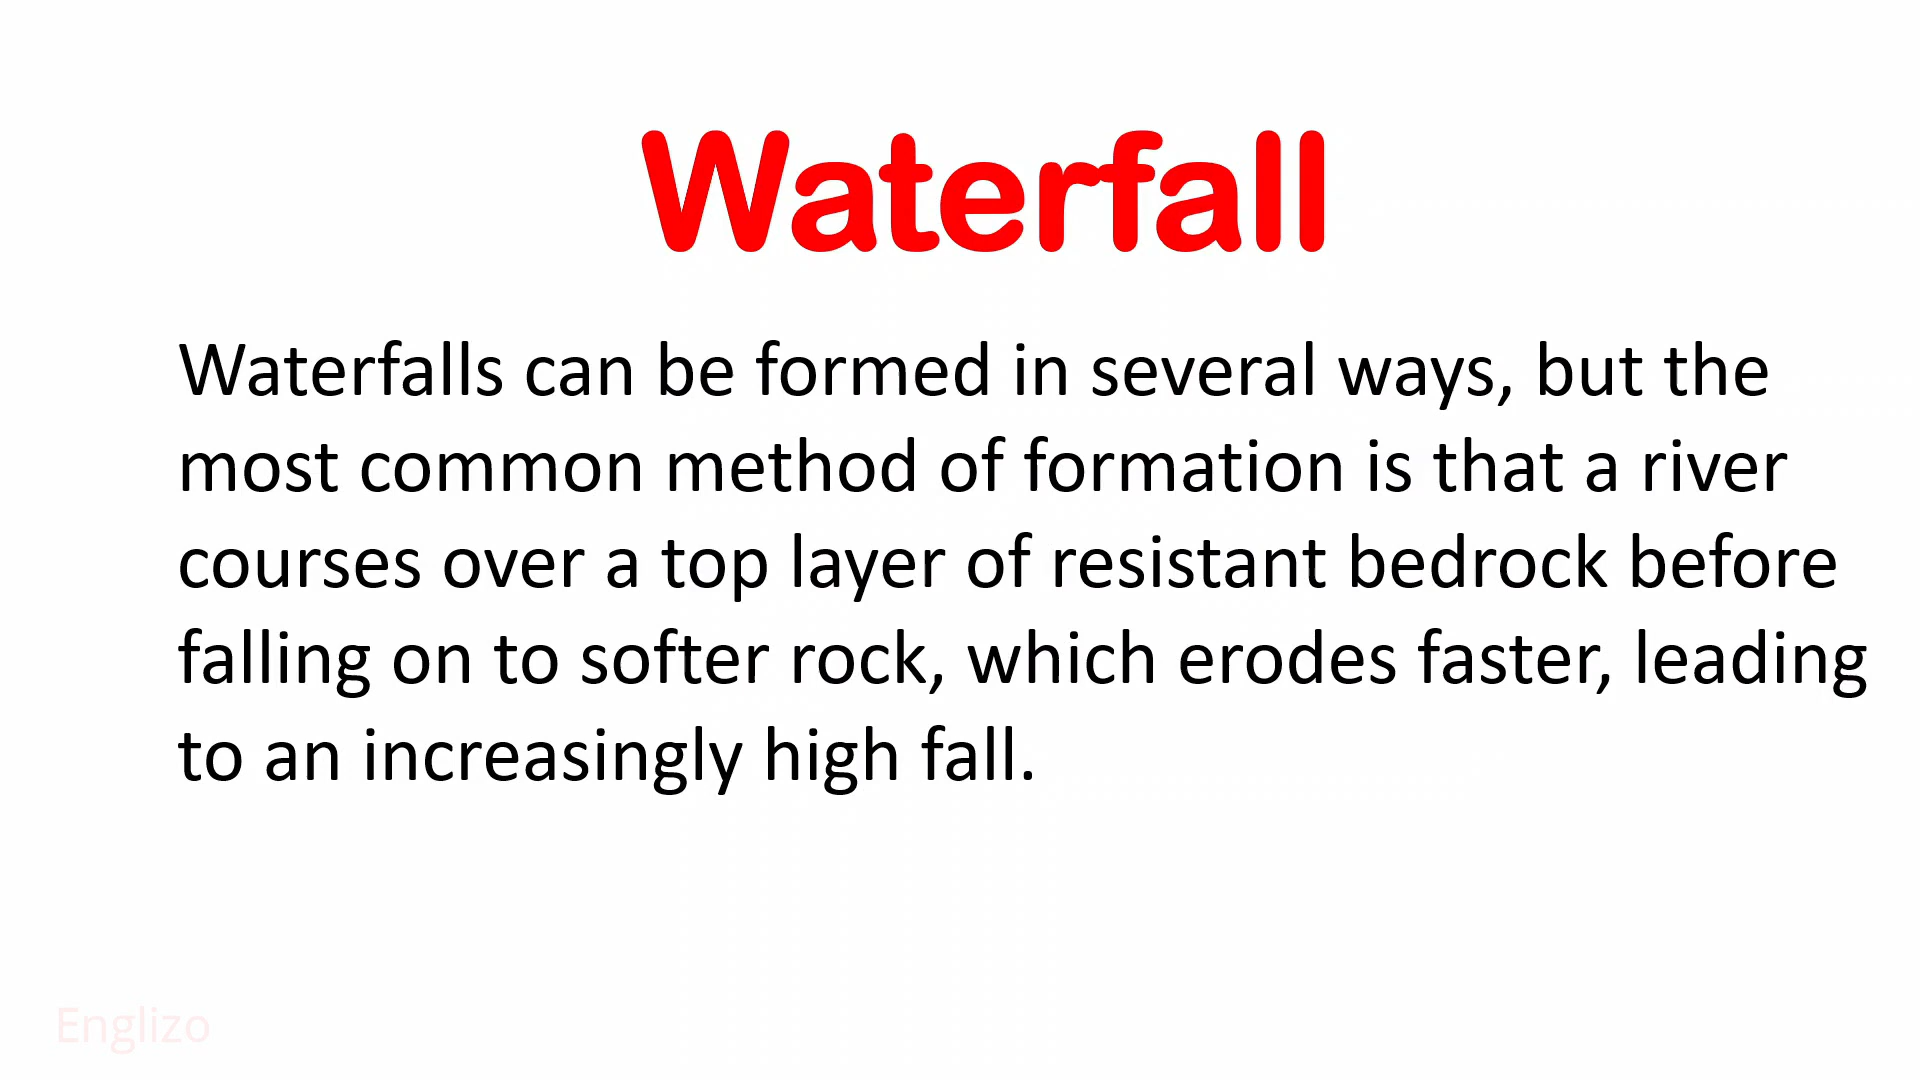 Waterfall
Waterfalls can be formed in several ways, but the
most common method of formation is that a river
courses over a top layer of resistant bedrock before
falling on to softer rock, which erodes faster, leading
to an increasingly high fall.
Englizo